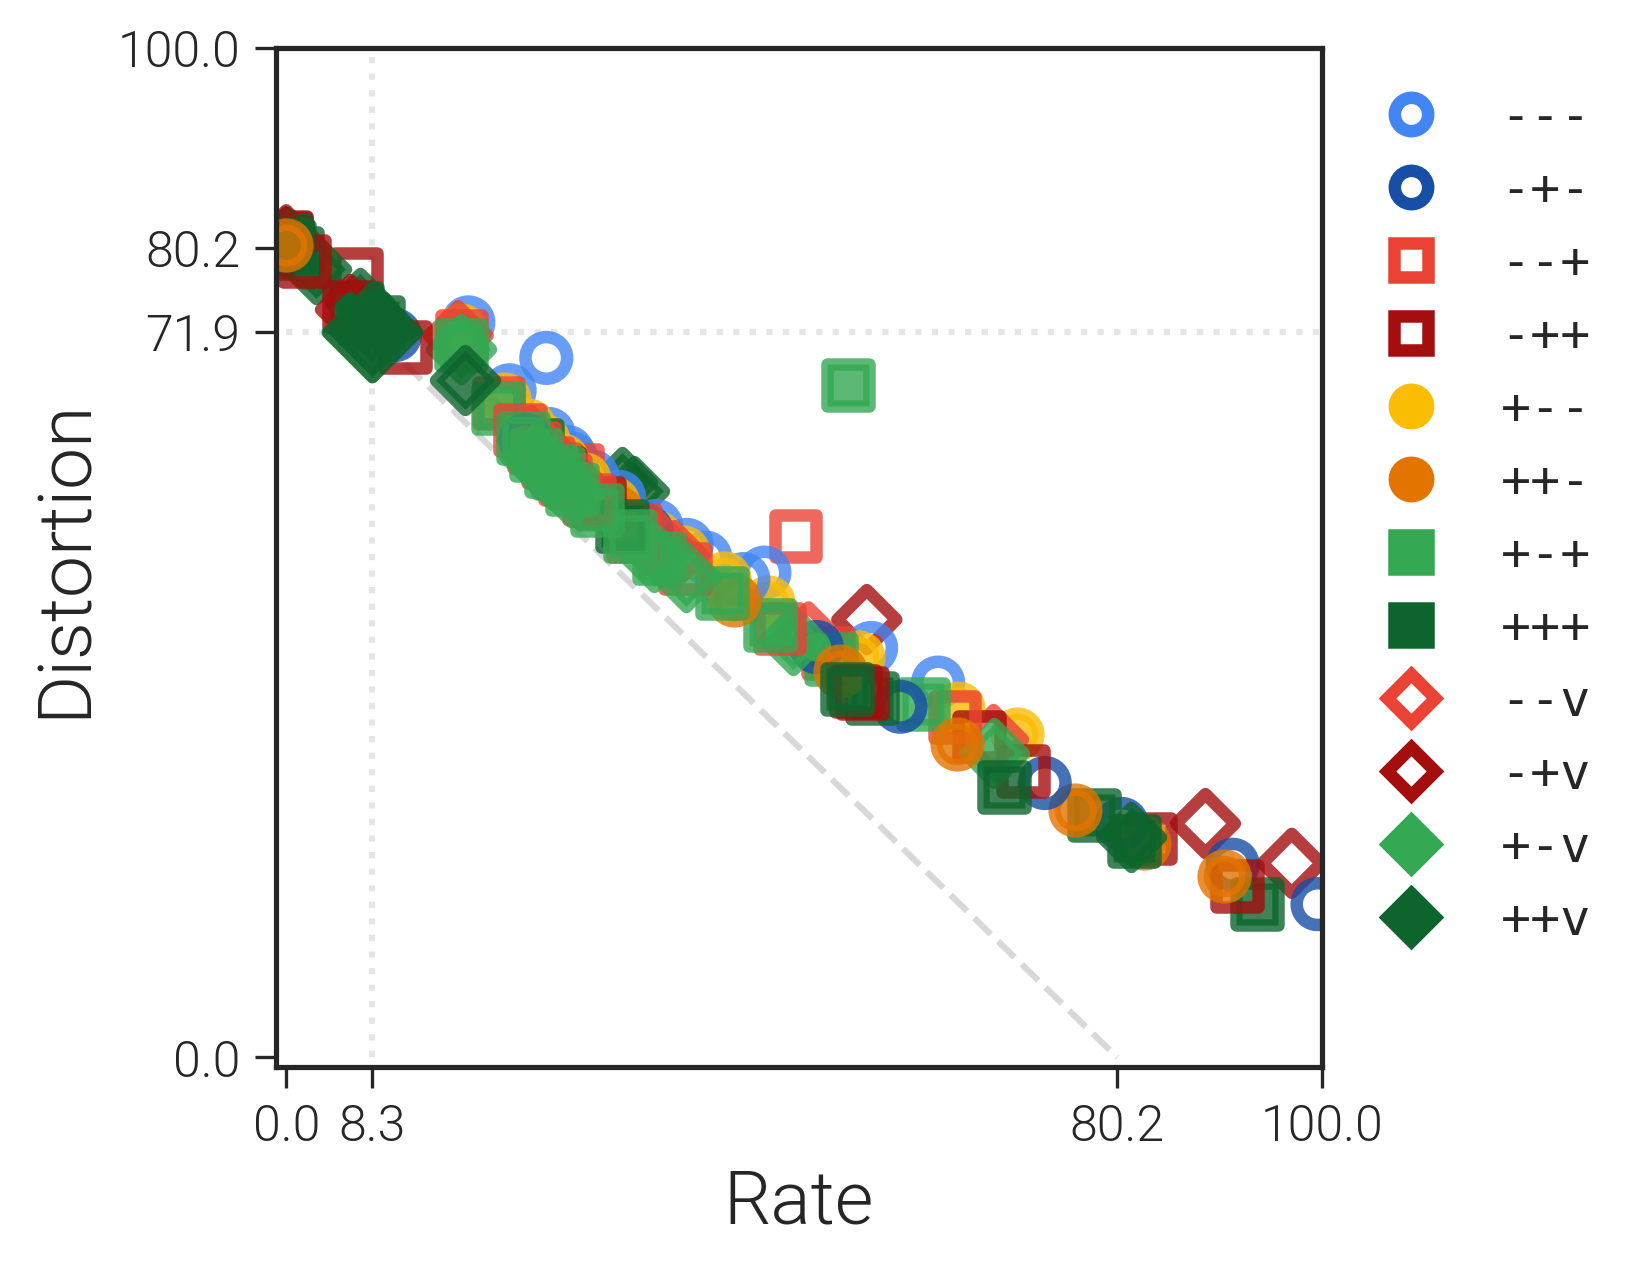 100.0
80.2
71.9
0.0
Distortion
0.0 8.3 80.2 100.0
Rate
---
-+-
--+
-++
+--
++-
+-+
+++
--v
-+v
+-v
++v